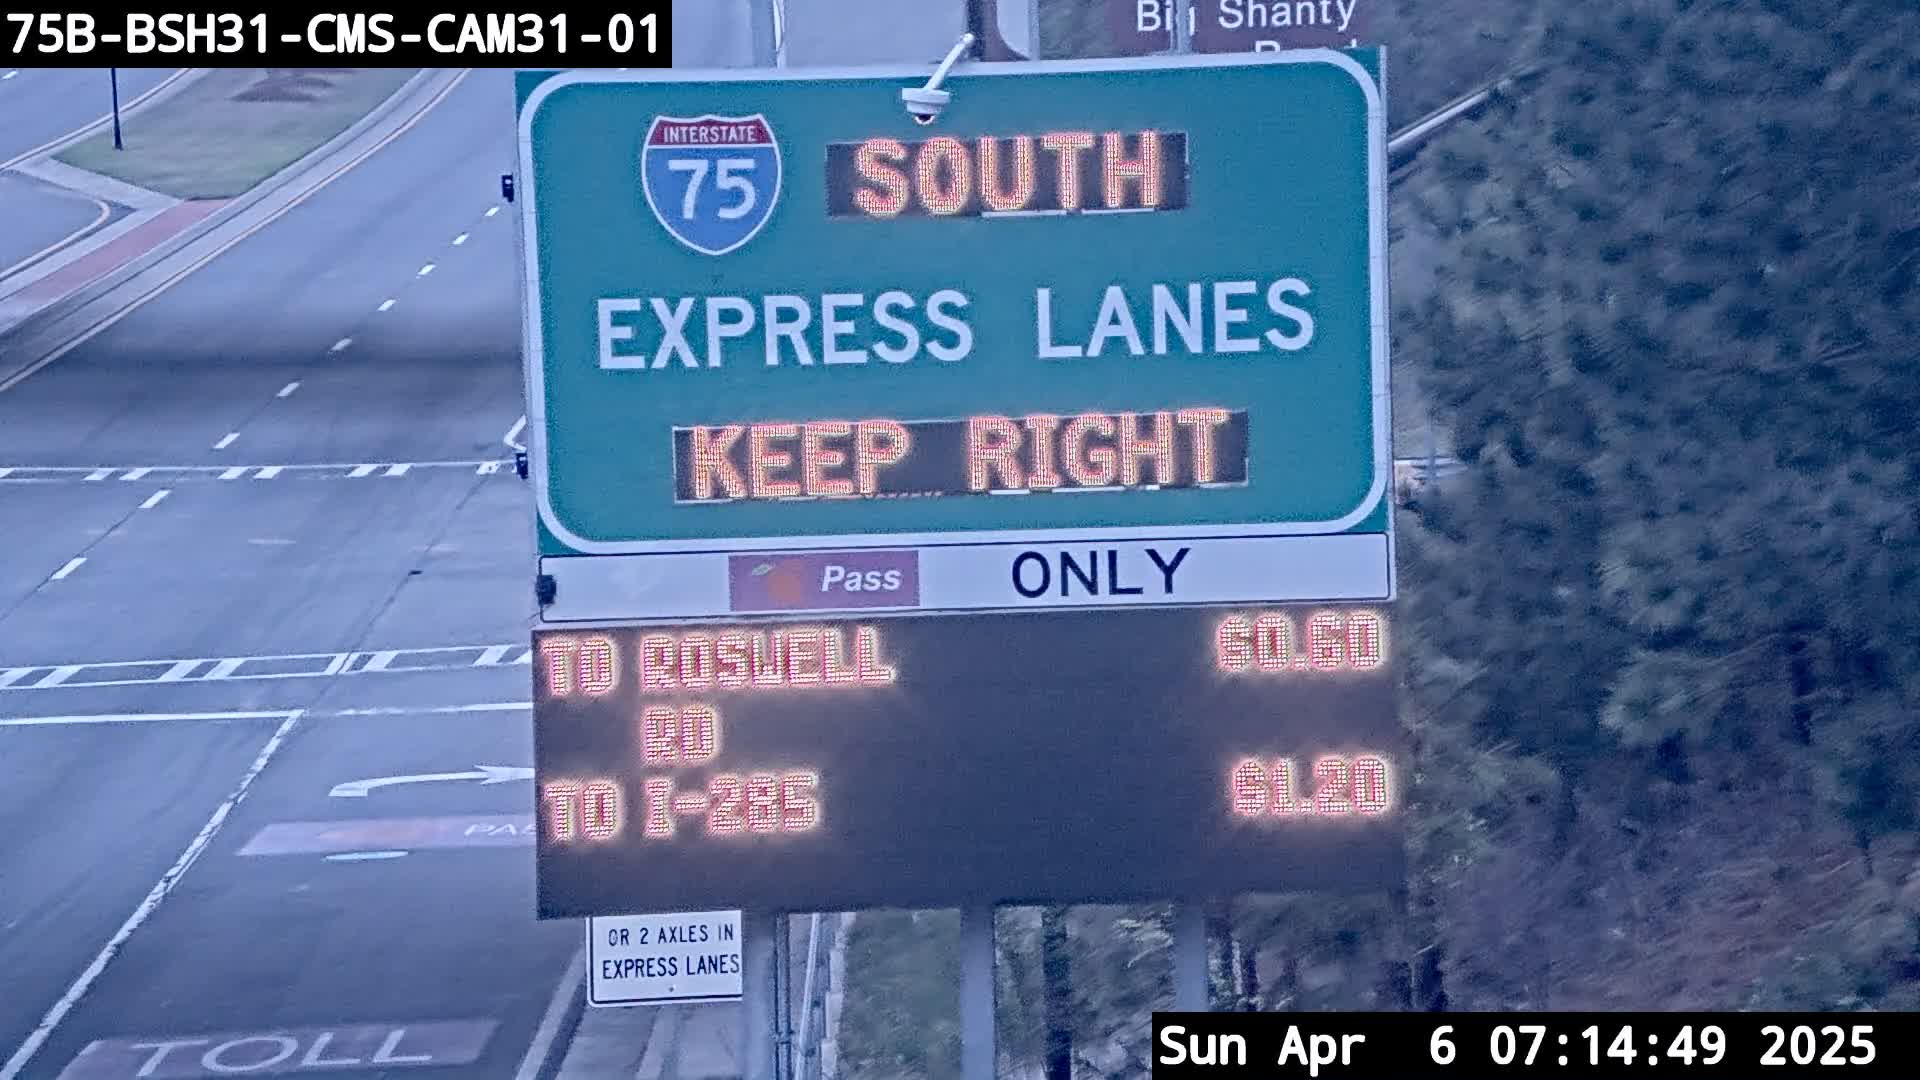 75B-BSH31-CMS-CAM31-01
Big Shanty
INTERSTATE
75
SOUTH
EXPRESS LANES
KEEP RIGHT
Pass ONLY
TO ROSWELL $0.60
RD
TO I-285 $1.20
OR 2 AXLES IN
EXPRESS LANES
TOLL
Sun Apr 6 07:14:49 2025